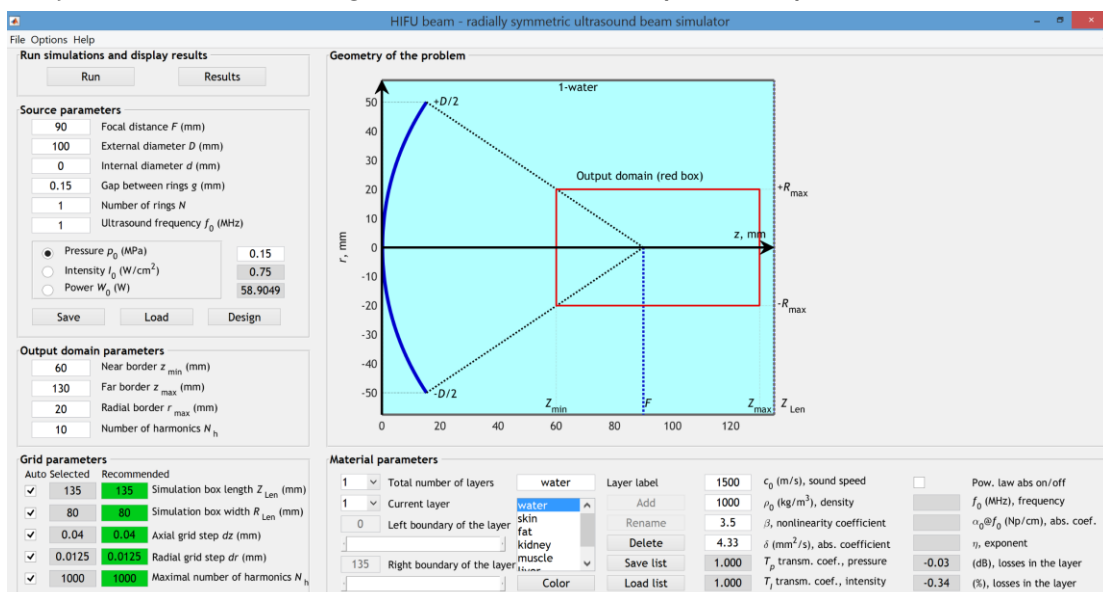 HIFU beam - radially symmetric ultrasound beam simulator
File Options Help
Run simulations and display results
Run Results
Source parameters
90 Focal distance F (mm)
100 External diameter D (mm)
0 Internal diameter d (mm)
0.15 Gap between rings g (mm)
1 Number of rings N
1 Ultrasound frequency f0 (MHz)
Pressure p0 (MPa) 0.15
Intensity I0 (W/cm2) 0.75
Power W0 (W) 58.9049
Save Load Design
Output domain parameters
60 Near border z min (mm)
130 Far border z max (mm)
20 Radial border r max (mm)
10 Number of harmonics Nh
Grid parameters
Auto Selected Recommended
135 135 Simulation box length ZLen (mm)
80 80 Simulation box width RLen (mm)
0.04 0.04 Axial grid step dz (mm)
0.0125 0.0125 Radial grid step dr (mm)
1000 1000 Maximal number of harmonics Nh
Geometry of the problem
1-water
50 +D/2
40
30
Output domain (red box)
20 +Rmax
10
z, mm
0
r, mm
-10
-20 -Rmax
-30
-40
-50 -D/2
Zmin F Zmax ZLen
0 20 40 60 80 100 120
Material parameters
1 Total number of layers
1 Current layer
0 Left boundary of the layer
135 Right boundary of the layer
water Layer label
water
skin
fat
kidney
muscle
Add
Rename
Delete
Save list
Color Load list
1500 c0 (m/s), sound speed
1000 ρ0 (kg/m3), density
3.5 β, nonlinearity coefficient
4.33 δ (mm2/s), abs. coefficient
1.000 Tp transm. coef., pressure
1.000 TI transm. coef., intensity
Pow. law abs on/off
f0 (MHz), frequency
α0@f0 (Np/cm), abs. coef.
η, exponent
-0.03 (dB), losses in the layer
-0.34 (%), losses in the layer